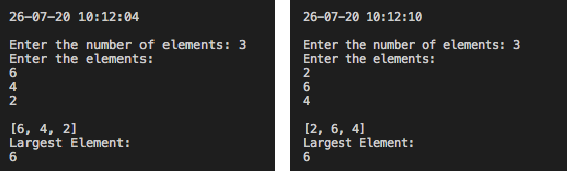 26-07-20 10:12:04
Enter the number of elements: 3
Enter the elements:
6
4
2
[6, 4, 2]
Largest Element:
6
26-07-20 10:12:10
Enter the number of elements: 3
Enter the elements:
2
6
4
[2, 6, 4]
Largest Element:
6